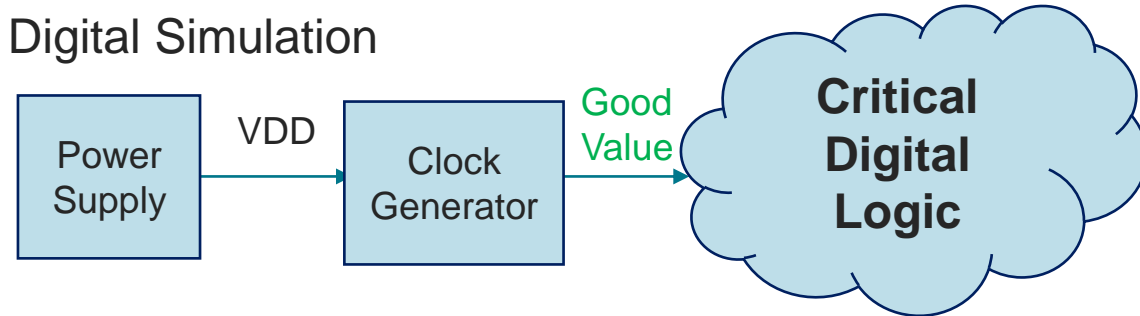 Digital Simulation
Power
Supply
VDD
Clock
Generator
Good
Value
Critical
Digital
Logic